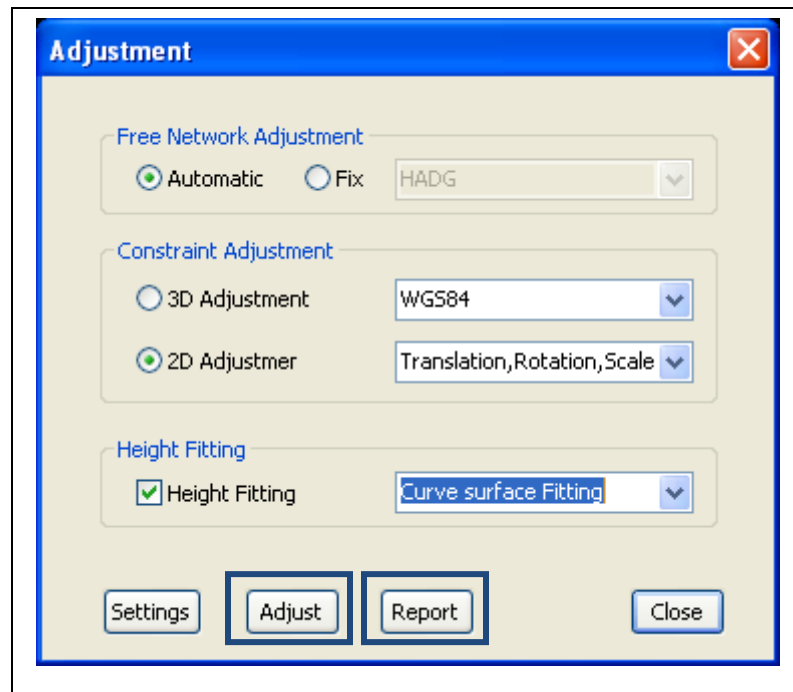 Adjustment
Free Network Adjustment
Automatic Fix HADG
Constraint Adjustment
3D Adjustment WGS84
2D Adjustmer Translation,Rotation,Scale
Height Fitting
Height Fitting Curve surface Fitting
Settings Adjust Report Close